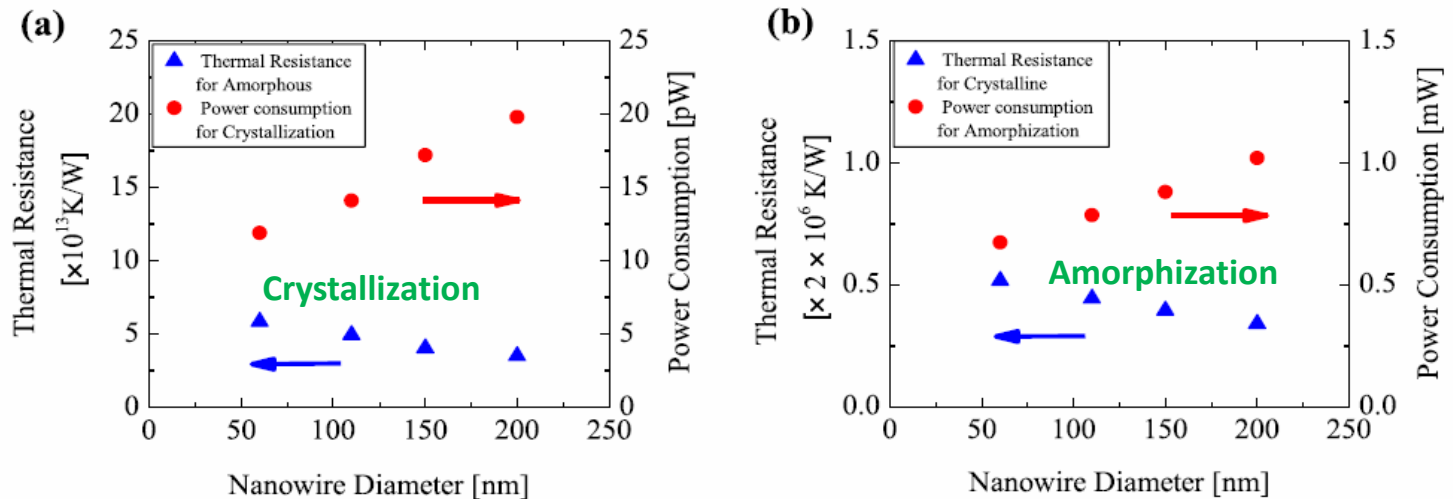 (a)
25
20
15
10
5
0
Thermal Resistance
[×10¹³K/W]
Thermal Resistance
for Amorphous
Power consumption
for Crystallization
Crystallization
25
20
15
10
5
0
Power Consumption [pW]
0 50 100 150 200 250
Nanowire Diameter [nm]
(b)
1.5
1.0
0.5
0.0
Thermal Resistance
[× 2 × 10⁶ K/W]
Thermal Resistance
for Crystalline
Power consumption
for Amorphization
Amorphization
1.5
1.0
0.5
0.0
Power Consumption [mW]
0 50 100 150 200 250
Nanowire Diameter [nm]